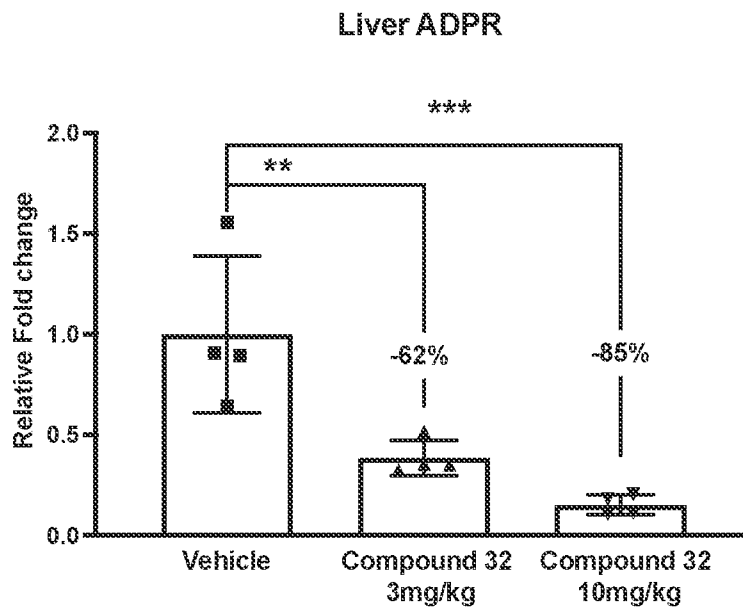 Liver ADPR
***
2.0
**
1.5
Relative Fold change
1.0
-62%
-85%
0.5
0.0
Vehicle
Compound 32
3mg/kg
Compound 32
10mg/kg